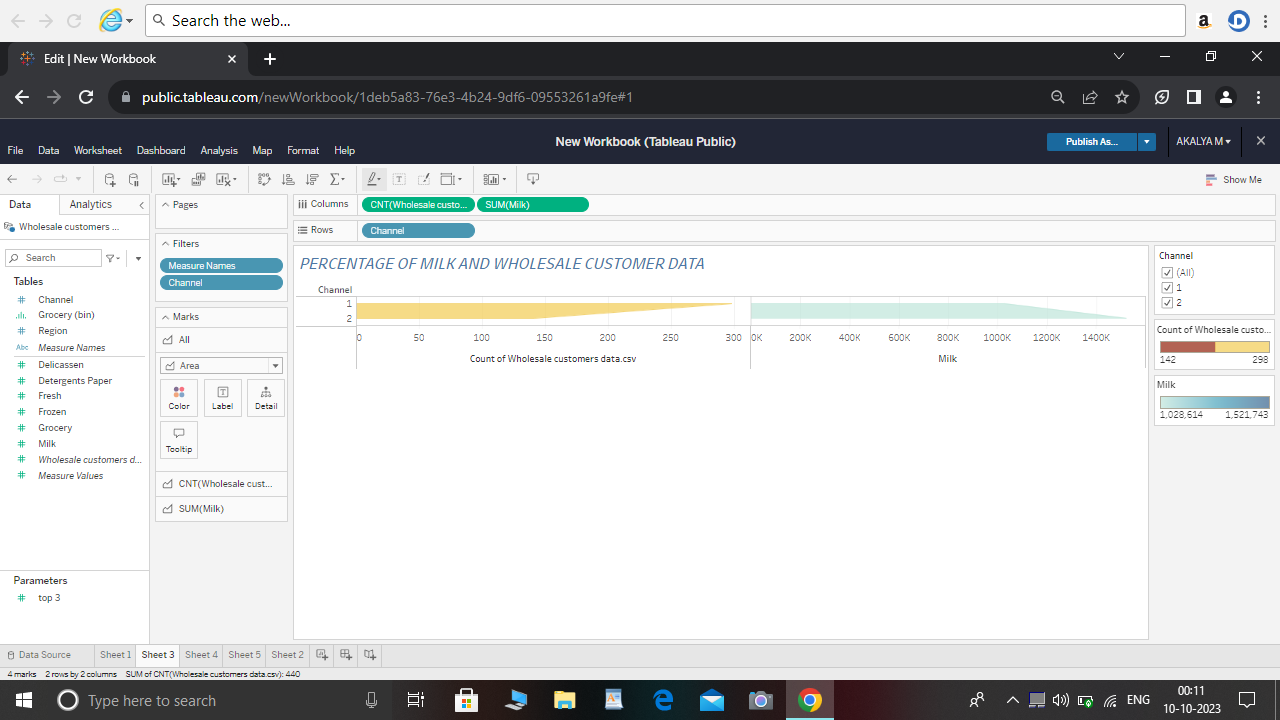 Search the web...
Edit | New Workbook
public.tableau.com/newWorkbook/1deb5a83-76e3-4b24-9df6-09553261a9fe#1
New Workbook (Tableau Public)
Publish As...
AKALYA M
File Data Worksheet Dashboard Analysis Map Format Help
Show Me
Data Analytics
Wholesale customers ...
Search
Tables
Channel
Grocery (bin)
Region
Abc Measure Names
Delicassen
Detergents Paper
Fresh
Frozen
Grocery
Milk
Wholesale customers d...
Measure Values
Parameters
top 3
Pages
Filters
Measure Names
Channel
Marks
All
Area
Color Label Detail
Tooltip
CNT(Wholesale cust...
SUM(Milk)
Columns CNT(Wholesale custo... SUM(Milk)
Rows Channel
PERCENTAGE OF MILK AND WHOLESALE CUSTOMER DATA
Channel
1
2
0 50 100 150 200 250 300 0K 200K 400K 600K 800K 1000K 1200K 1400K
Count of Wholesale customers data.csv Milk
Channel
(All)
1
2
Count of Wholesale custo...
142 298
Milk
1,028,614 1,521,743
Data Source Sheet 1 Sheet 3 Sheet 4 Sheet 5 Sheet 2
4 marks 2 rows by 2 columns SUM of CNT(Wholesale customers data.csv): 440
Type here to search
ENG
00:11
10-10-2023